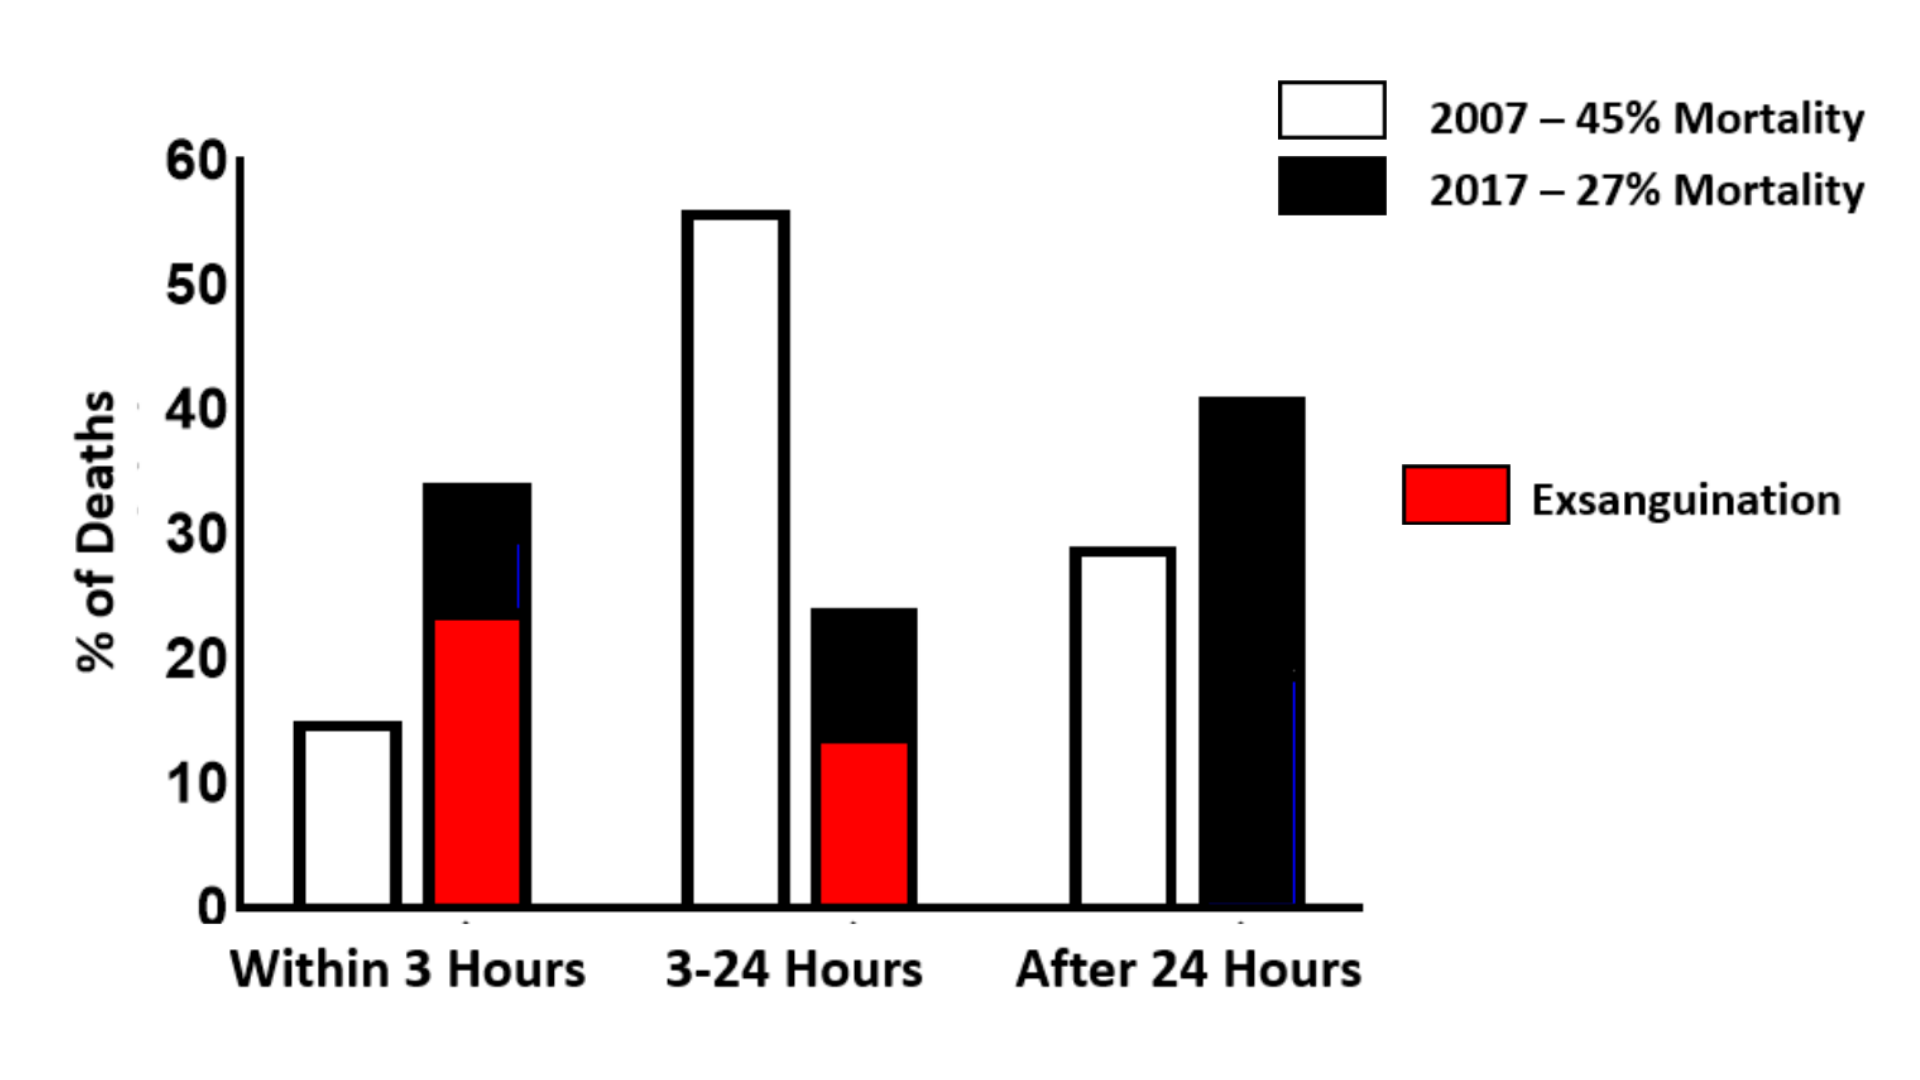 2007 – 45% Mortality
2017 – 27% Mortality
60
50
40
30
20
10
0
% of Deaths
Exsanguination
Within 3 Hours
3-24 Hours
After 24 Hours